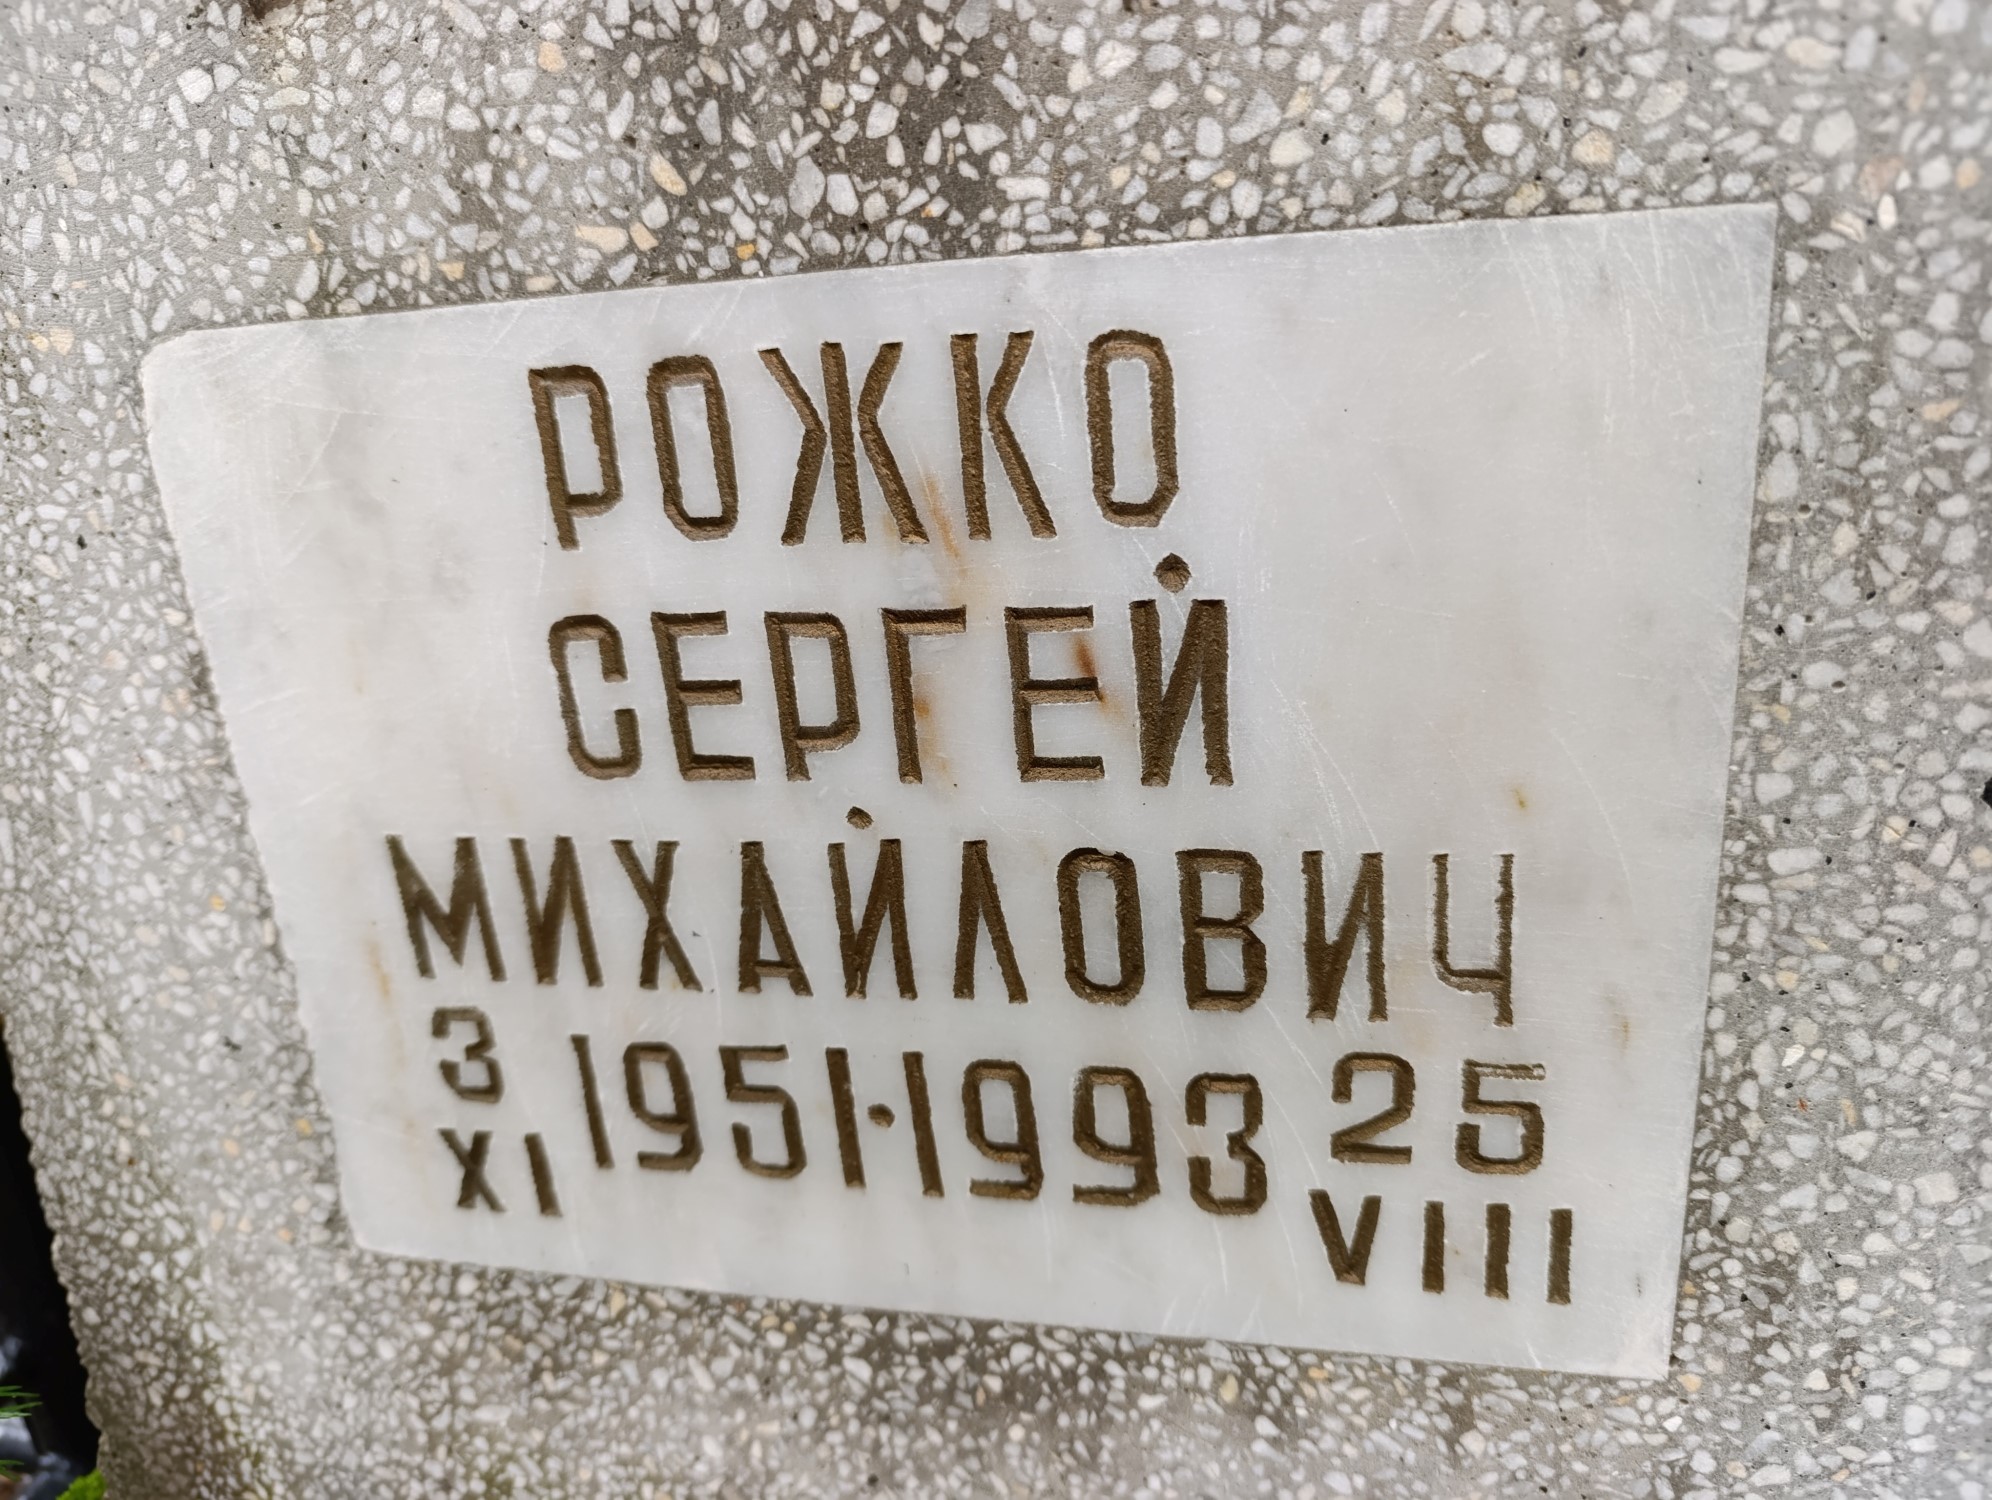 РОЖКО
СЕРГЕЙ
МИХАЙЛОВИЧ
3 XI 1951·1993 25 VIII